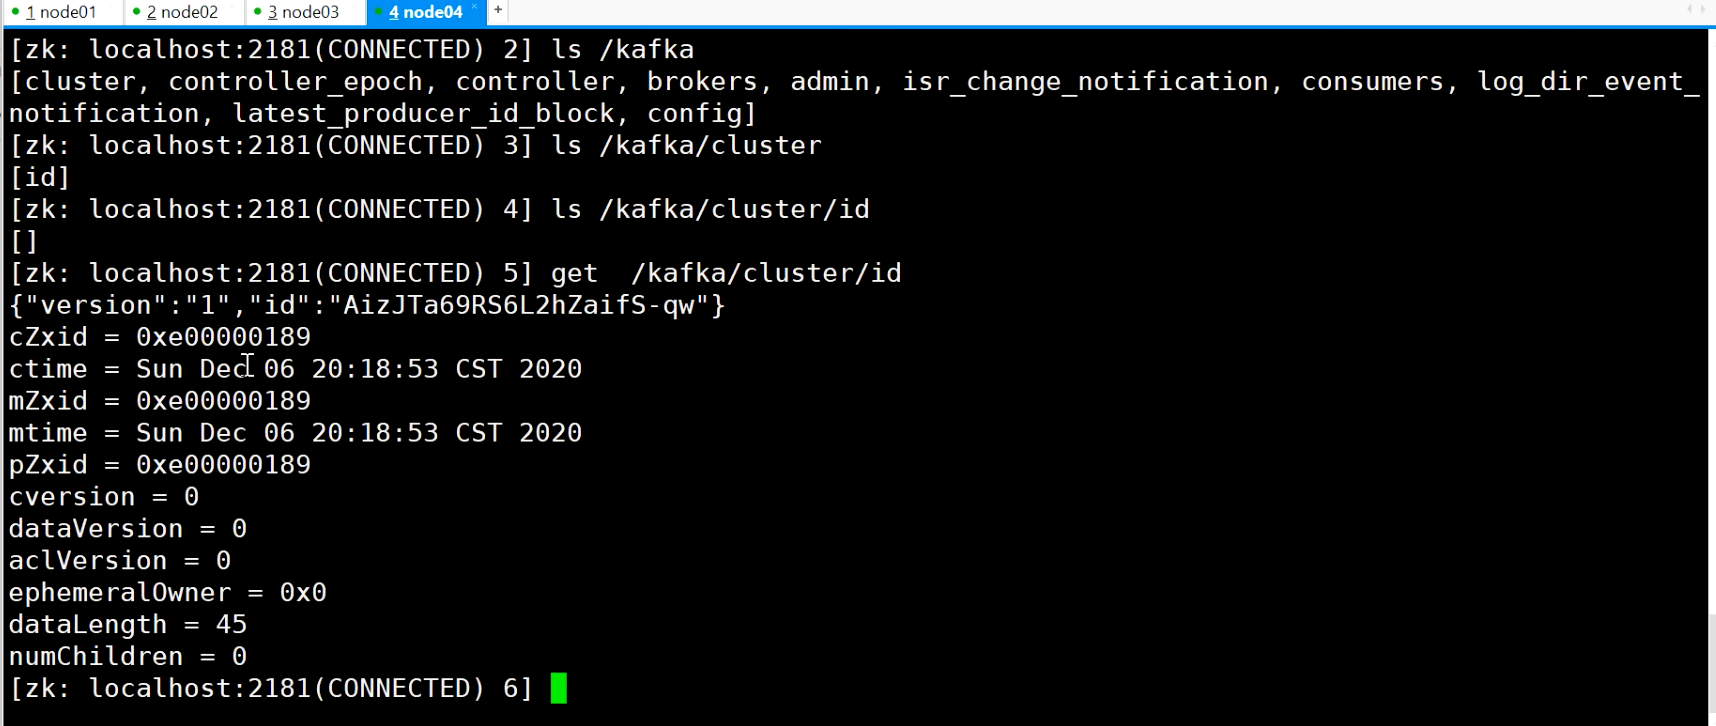 1 node01 2 node02 3 node03 4 node04 × +
[zk: localhost:2181(CONNECTED) 2] ls /kafka
[cluster, controller_epoch, controller, brokers, admin, isr_change_notification, consumers, log_dir_event_
notification, latest_producer_id_block, config]
[zk: localhost:2181(CONNECTED) 3] ls /kafka/cluster
[id]
[zk: localhost:2181(CONNECTED) 4] ls /kafka/cluster/id
[]
[zk: localhost:2181(CONNECTED) 5] get  /kafka/cluster/id
{"version":"1","id":"AizJTa69RS6L2hZaifS-qw"}
cZxid = 0xe00000189
ctime = Sun Dec 06 20:18:53 CST 2020
mZxid = 0xe00000189
mtime = Sun Dec 06 20:18:53 CST 2020
pZxid = 0xe00000189
cversion = 0
dataVersion = 0
aclVersion = 0
ephemeralOwner = 0x0
dataLength = 45
numChildren = 0
[zk: localhost:2181(CONNECTED) 6]